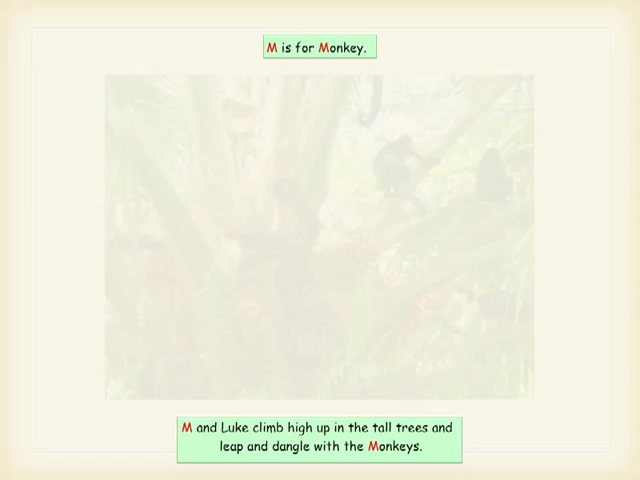 M is for Monkey.
M and Luke climb high up in the tall trees and
leap and dangle with the Monkeys.